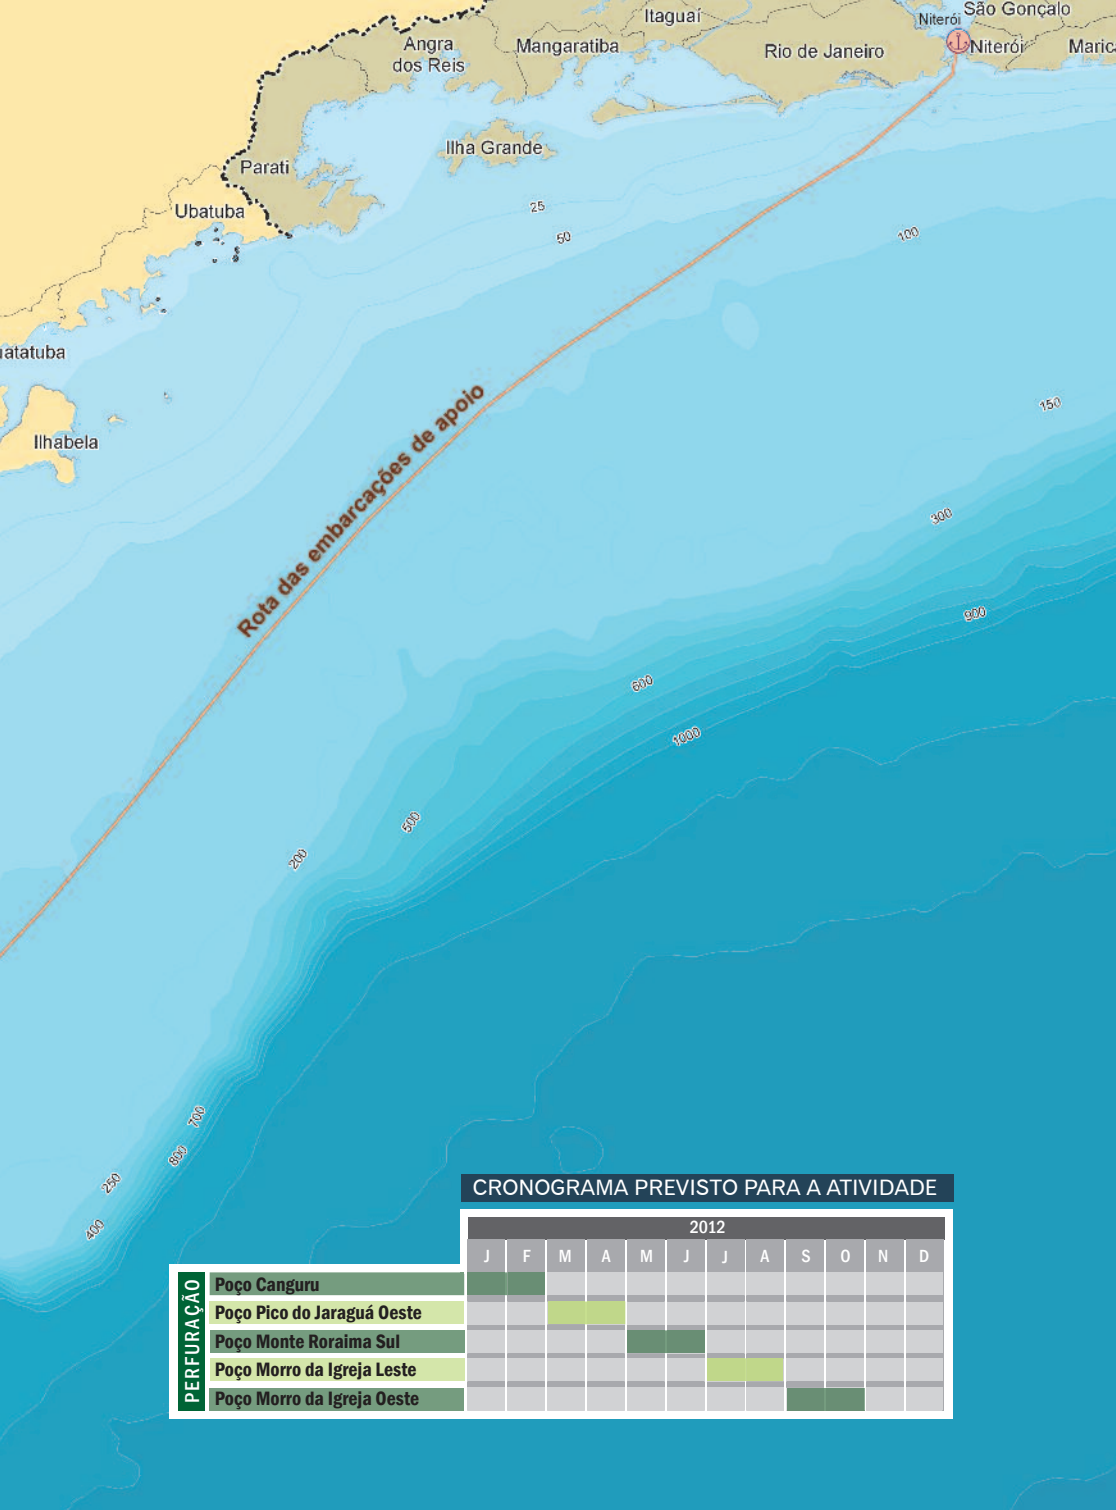 São Gonçalo
Itaguaí
Niterói
Angra
dos Reis
Mangaratiba
Rio de Janeiro
Niterói
Ilha Grande
Parati
Ubatuba
25
50
100
Ilhabela
150
Rota das embarcações de apoio
300
900
600
1000
500
200
700
800
250
400
CRONOGRAMA PREVISTO PARA A ATIVIDADE
2012
J F M A M J J A S O N D
PERFURAÇÃO
Poço Canguru
Poço Pico do Jaraguá Oeste
Poço Monte Roraima Sul
Poço Morro da Igreja Leste
Poço Morro da Igreja Oeste